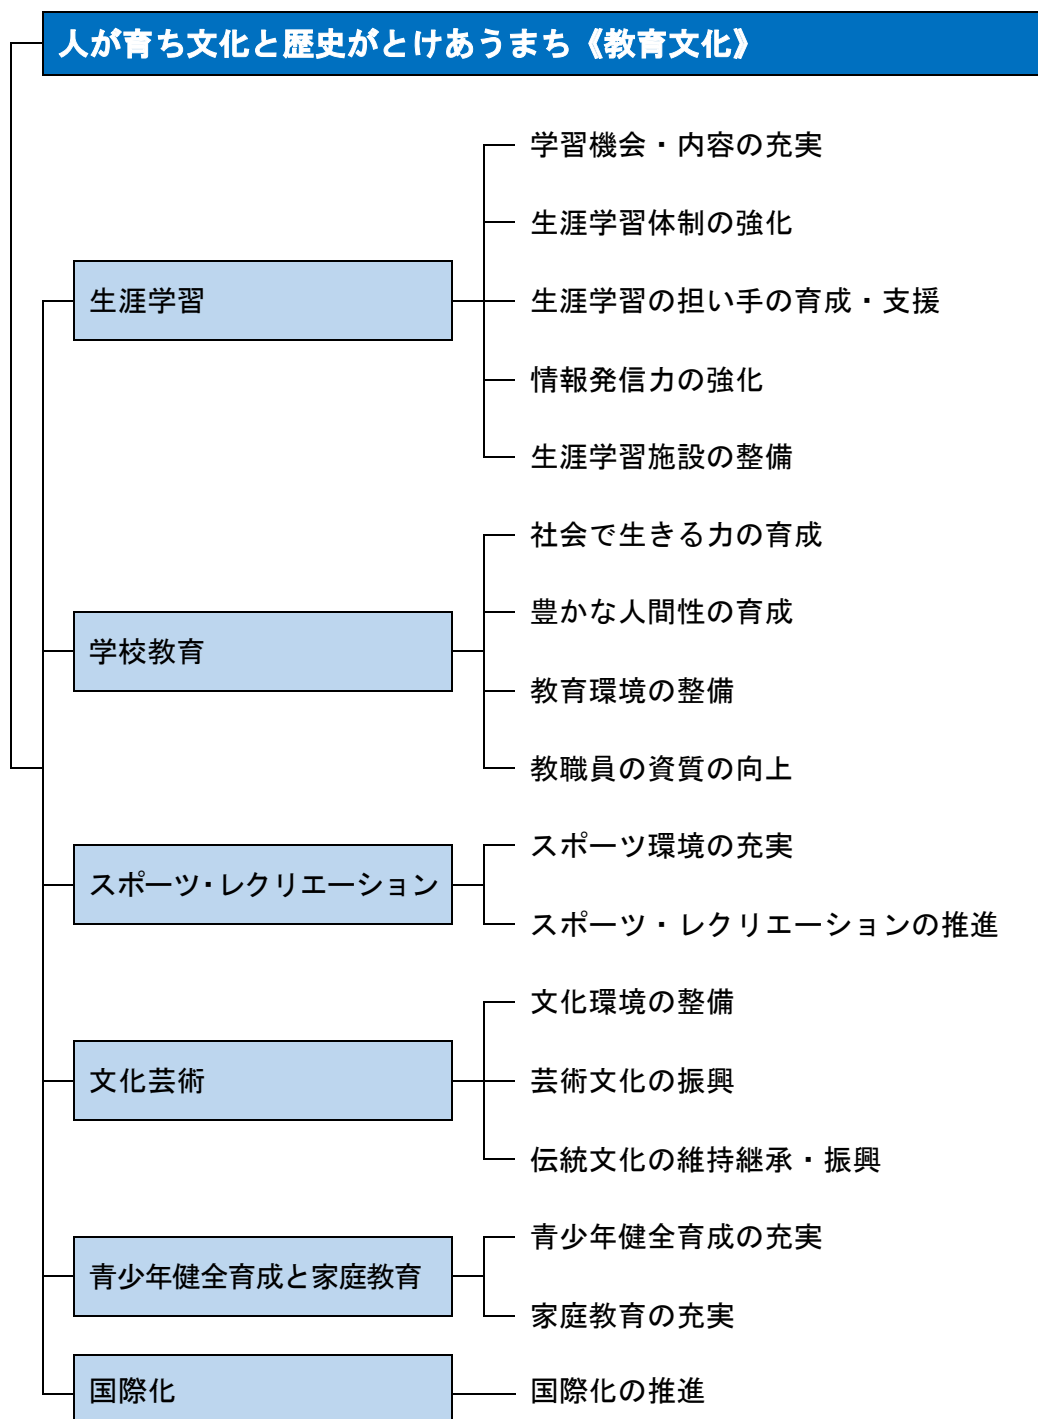 人が育ち文化と歴史がとけあうまち《教育文化》
生涯学習
学習機会・内容の充実
生涯学習体制の強化
生涯学習の担い手の育成・支援
情報発信力の強化
生涯学習施設の整備
学校教育
社会で生きる力の育成
豊かな人間性の育成
教育環境の整備
教職員の資質の向上
スポーツ・レクリエーション
スポーツ環境の充実
スポーツ・レクリエーションの推進
文化芸術
文化環境の整備
芸術文化の振興
伝統文化の維持継承・振興
青少年健全育成と家庭教育
青少年健全育成の充実
家庭教育の充実
国際化
国際化の推進